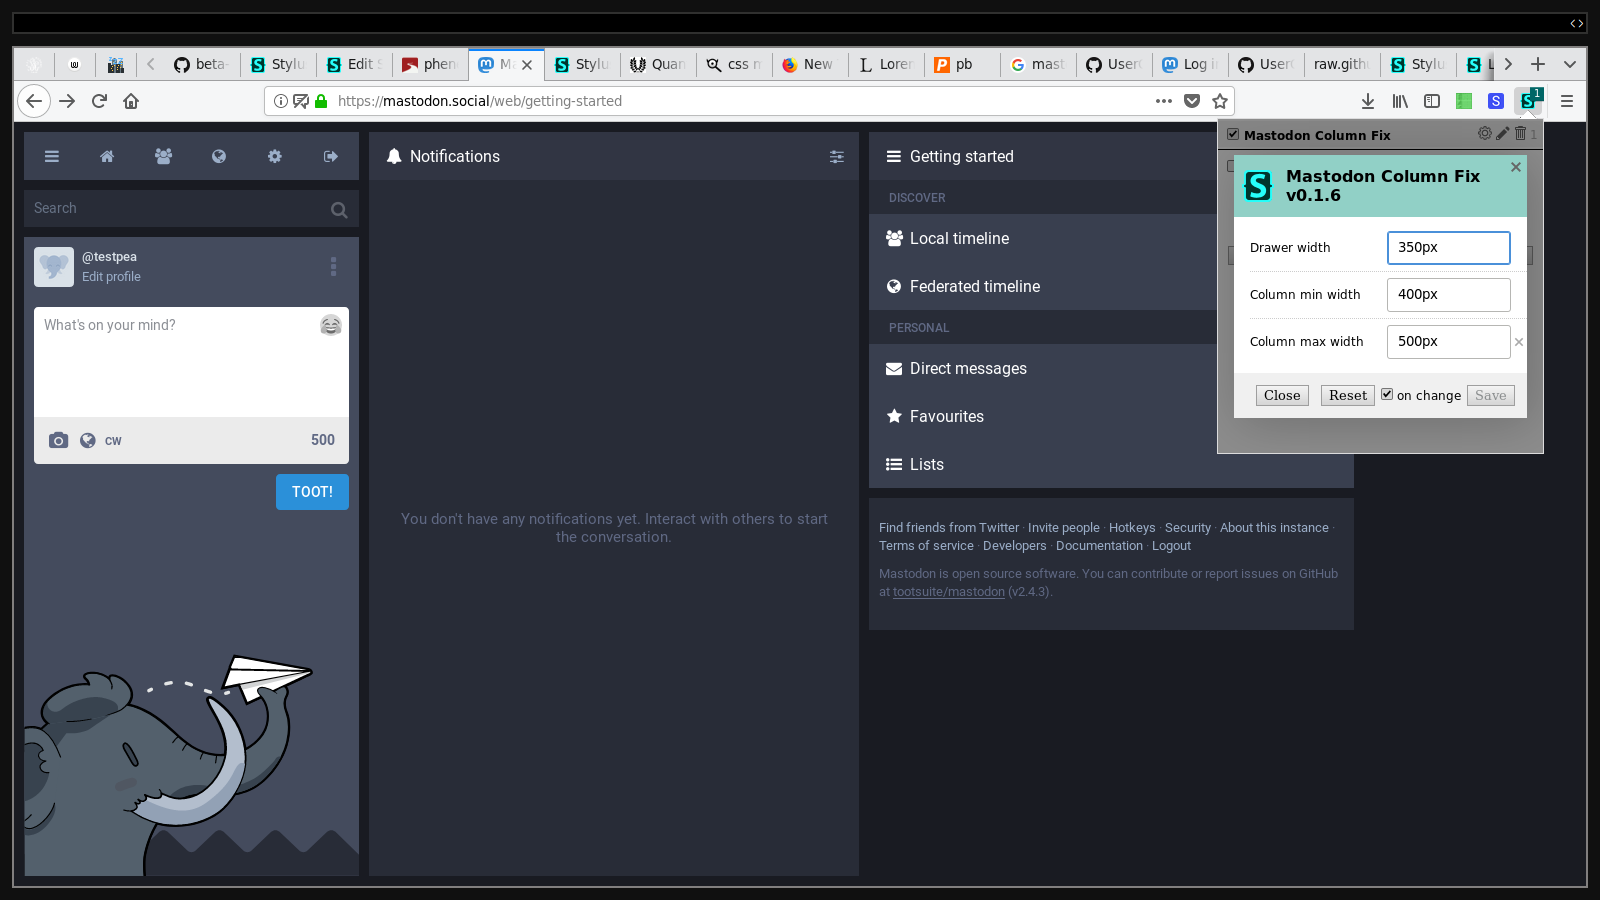 beta-
Stylu
Edit S
phen
Ma
Stylu
Quan
css m
New
Loren
pb
mast
User
Log i
User
raw.gith
Stylu
L
https://mastodon.social/web/getting-started
S
1
Mastodon Column Fix
1
Mastodon Column Fix
v0.1.6
Drawer width
350px
Column min width
400px
Column max width
500px
Close
Reset
on change
Save
Search
@testpea
Edit profile
What's on your mind?
CW
500
TOOT!
Notifications
You don't have any notifications yet. Interact with others to start
the conversation.
Getting started
DISCOVER
Local timeline
Federated timeline
PERSONAL
Direct messages
Favourites
Lists
Find friends from Twitter · Invite people · Hotkeys · Security · About this instance ·
Terms of service · Developers · Documentation · Logout
Mastodon is open source software. You can contribute or report issues on GitHub
at tootsuite/mastodon (v2.4.3).